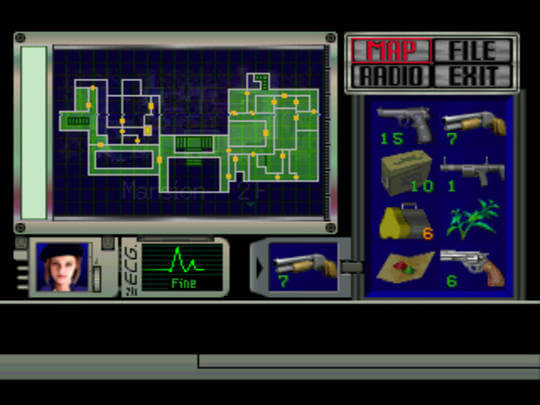 MAP FILE
RADIO EXIT
15 7
10 1
6
6
Mansion 2F
ECG.
Fine
7